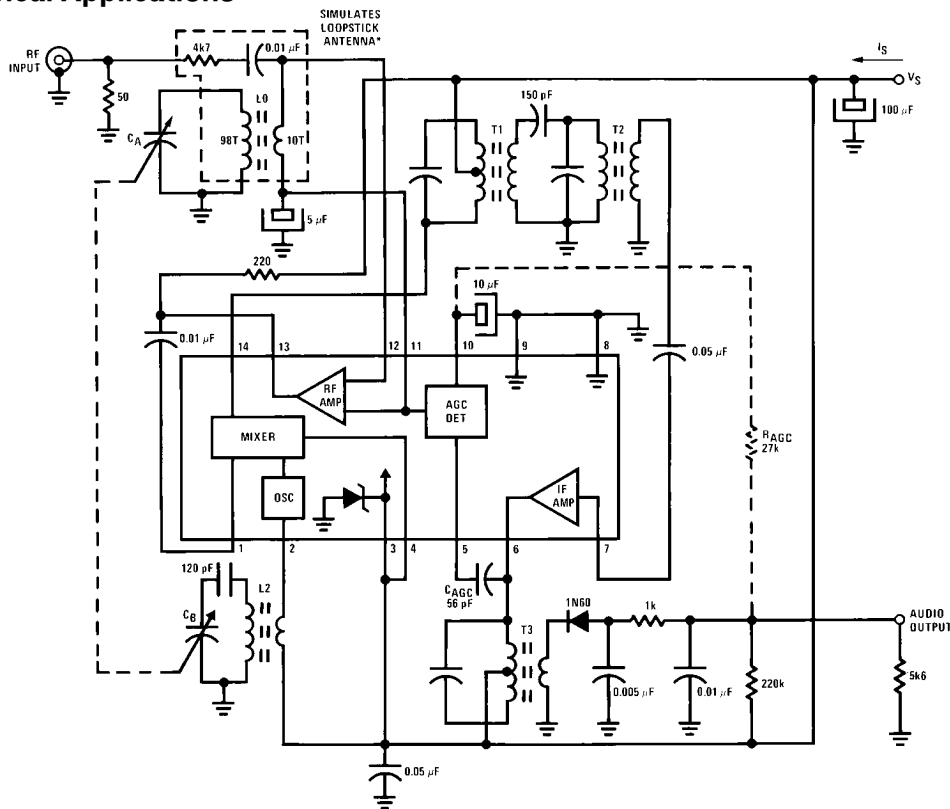 SIMULATES
LOOPSTICK
ANTENNA*
RF
INPUT
4k7
0.01 μF
50
L0
98T
10T
CA
5 μF
IS
VS
100 μF
150 pF
T1
T2
220
0.01 μF
10 μF
0.05 μF
14
13
12
11
10
9
8
RF
AMP
AGC
DET
MIXER
OSC
IF
AMP
RAGC
27k
1
2
3
4
5
6
7
120 pF
L2
CB
CAGC
56 pF
1N60
1k
T3
0.005 μF
0.01 μF
220k
AUDIO
OUTPUT
5k6
0.05 μF